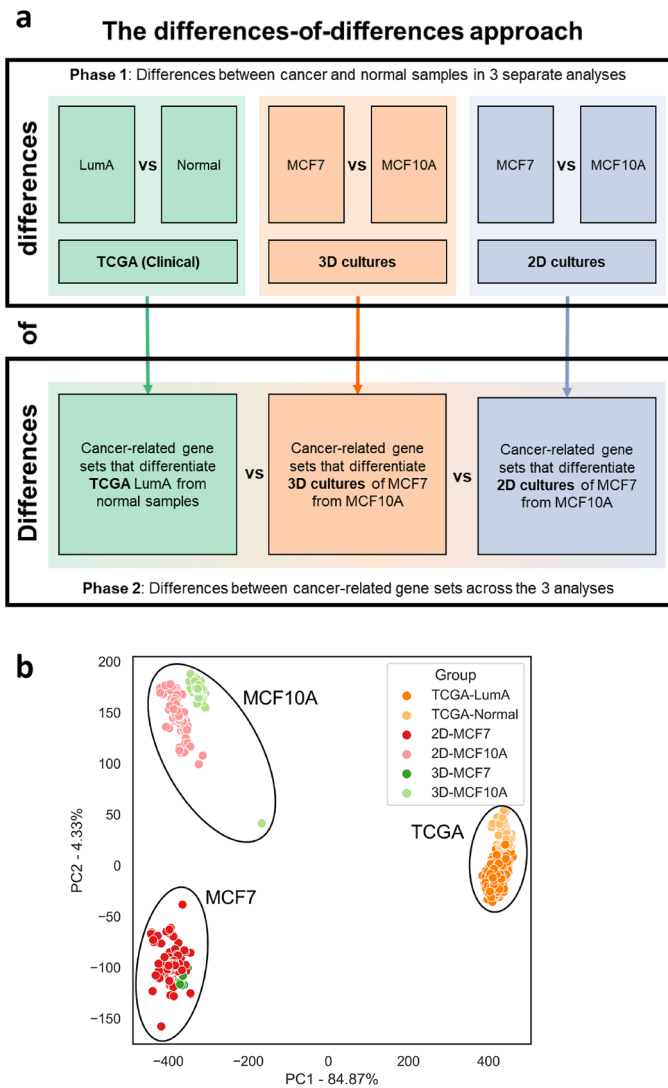 a
The differences-of-differences approach
Phase 1: Differences between cancer and normal samples in 3 separate analyses
differences
LumA vs Normal
MCF7 vs MCF10A
MCF7 vs MCF10A
TCGA (Clinical)
3D cultures
2D cultures
of
Differences
Cancer-related gene
sets that differentiate
TCGA LumA from
normal samples
vs
Cancer-related gene
sets that differentiate
3D cultures of MCF7
from MCF10A
vs
Cancer-related gene
sets that differentiate
2D cultures of MCF7
from MCF10A
Phase 2: Differences between cancer-related gene sets across the 3 analyses
b
200
150
100
50
0
−50
−100
−150
PC2 - 4.33%
MCF10A
MCF7
TCGA
Group
TCGA-LumA
TCGA-Normal
2D-MCF7
2D-MCF10A
3D-MCF7
3D-MCF10A
−400
−200
0
200
400
PC1 - 84.87%